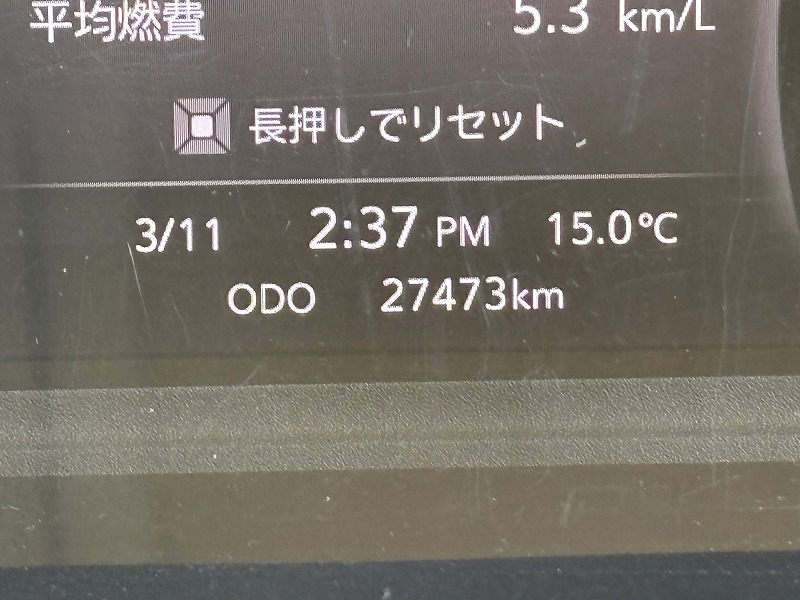 平均燃費 5.3 km/L
長押しでリセット
3/11 2:37 PM 15.0℃
ODO 27473km